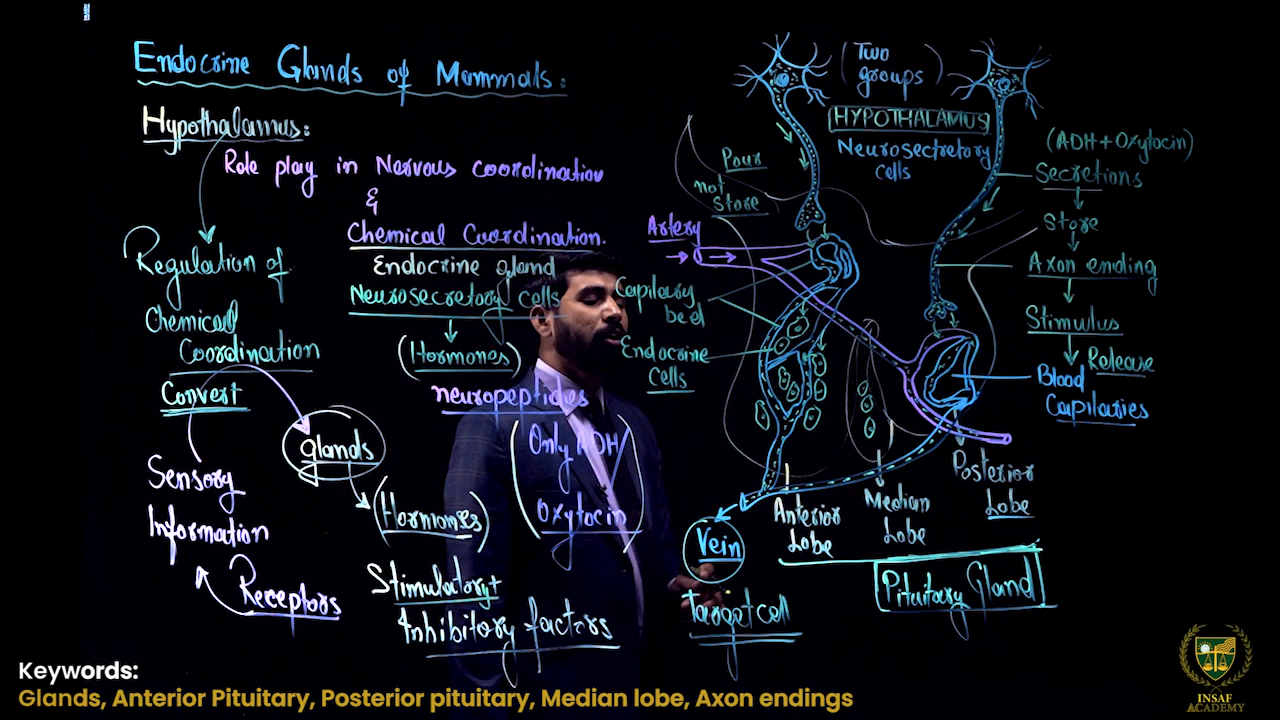 Endocrine Glands of Mammals:
Hypothalamus:
Role play in Nervous coordination
&
Chemical Coordination.
Endocrine gland
Neurosecretory cells
(Hormones)
neuropeptides
(Only ADH/
Oxytocin)
Regulation of
Chemical
Coordination
Convert
Sensory
Information
Receptors
glands
(Hormones)
Stimulatory+
Inhibitory factors
(Two
groups)
HYPOTHALAMUS
Neurosectretory
cells
Pour
not
Store
Artery
Capilary
bed
Endocrine
Cells
(ADH+Oxytocin)
Secretions
Store
Axon ending
Stimulus
Release
Blood
Capilaries
Posterior
Lobe
Median
Lobe
Anterior
Lobe
Pituitary Gland
Vein
Target cell
Keywords:
Glands, Anterior Pituitary, Posterior pituitary, Median lobe, Axon endings
INSAF
ACADEMY